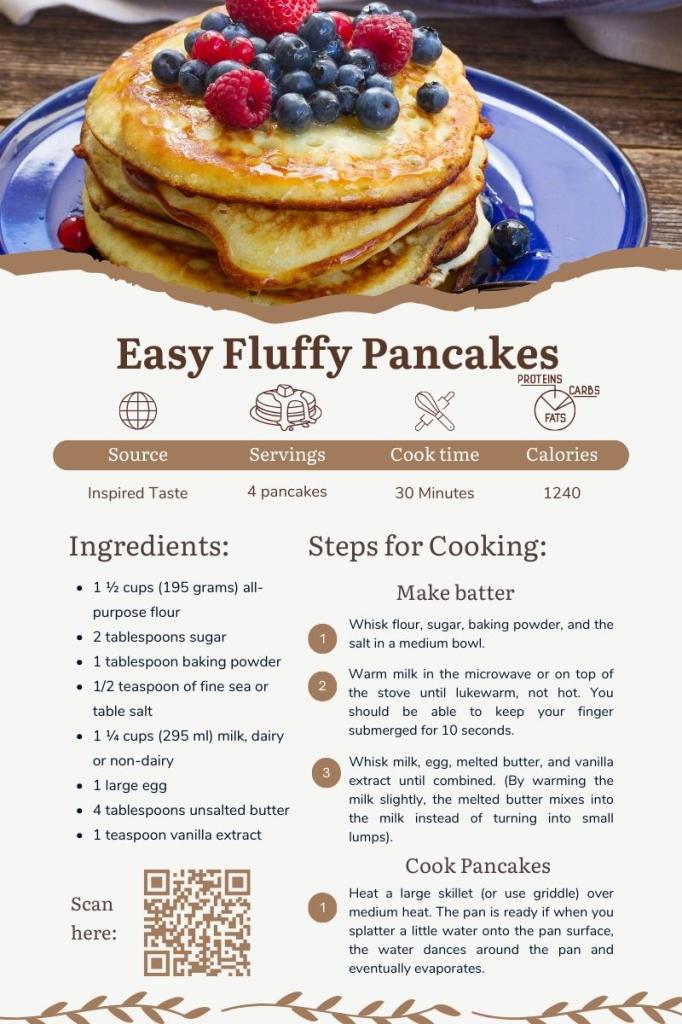 Easy Fluffy Pancakes
PROTEINS
CARBS
FATS
Source
Servings
Cook time
Calories
Inspired Taste
4 pancakes
30 Minutes
1240
Ingredients:
• 1 ½ cups (195 grams) all-
purpose flour
• 2 tablespoons sugar
• 1 tablespoon baking powder
• 1/2 teaspoon of fine sea or
table salt
• 1 ¼ cups (295 ml) milk, dairy
or non-dairy
• 1 large egg
• 4 tablespoons unsalted butter
• 1 teaspoon vanilla extract
Scan
here:
Steps for Cooking:
Make batter
1
Whisk flour, sugar, baking powder, and the
salt in a medium bowl.
2
Warm milk in the microwave or on top of
the stove until lukewarm, not hot. You
should be able to keep your finger
submerged for 10 seconds.
3
Whisk milk, egg, melted butter, and vanilla
extract until combined. (By warming the
milk slightly, the melted butter mixes into
the milk instead of turning into small
lumps).
Cook Pancakes
1
Heat a large skillet (or use griddle) over
medium heat. The pan is ready if when you
splatter a little water onto the pan surface,
the water dances around the pan and
eventually evaporates.